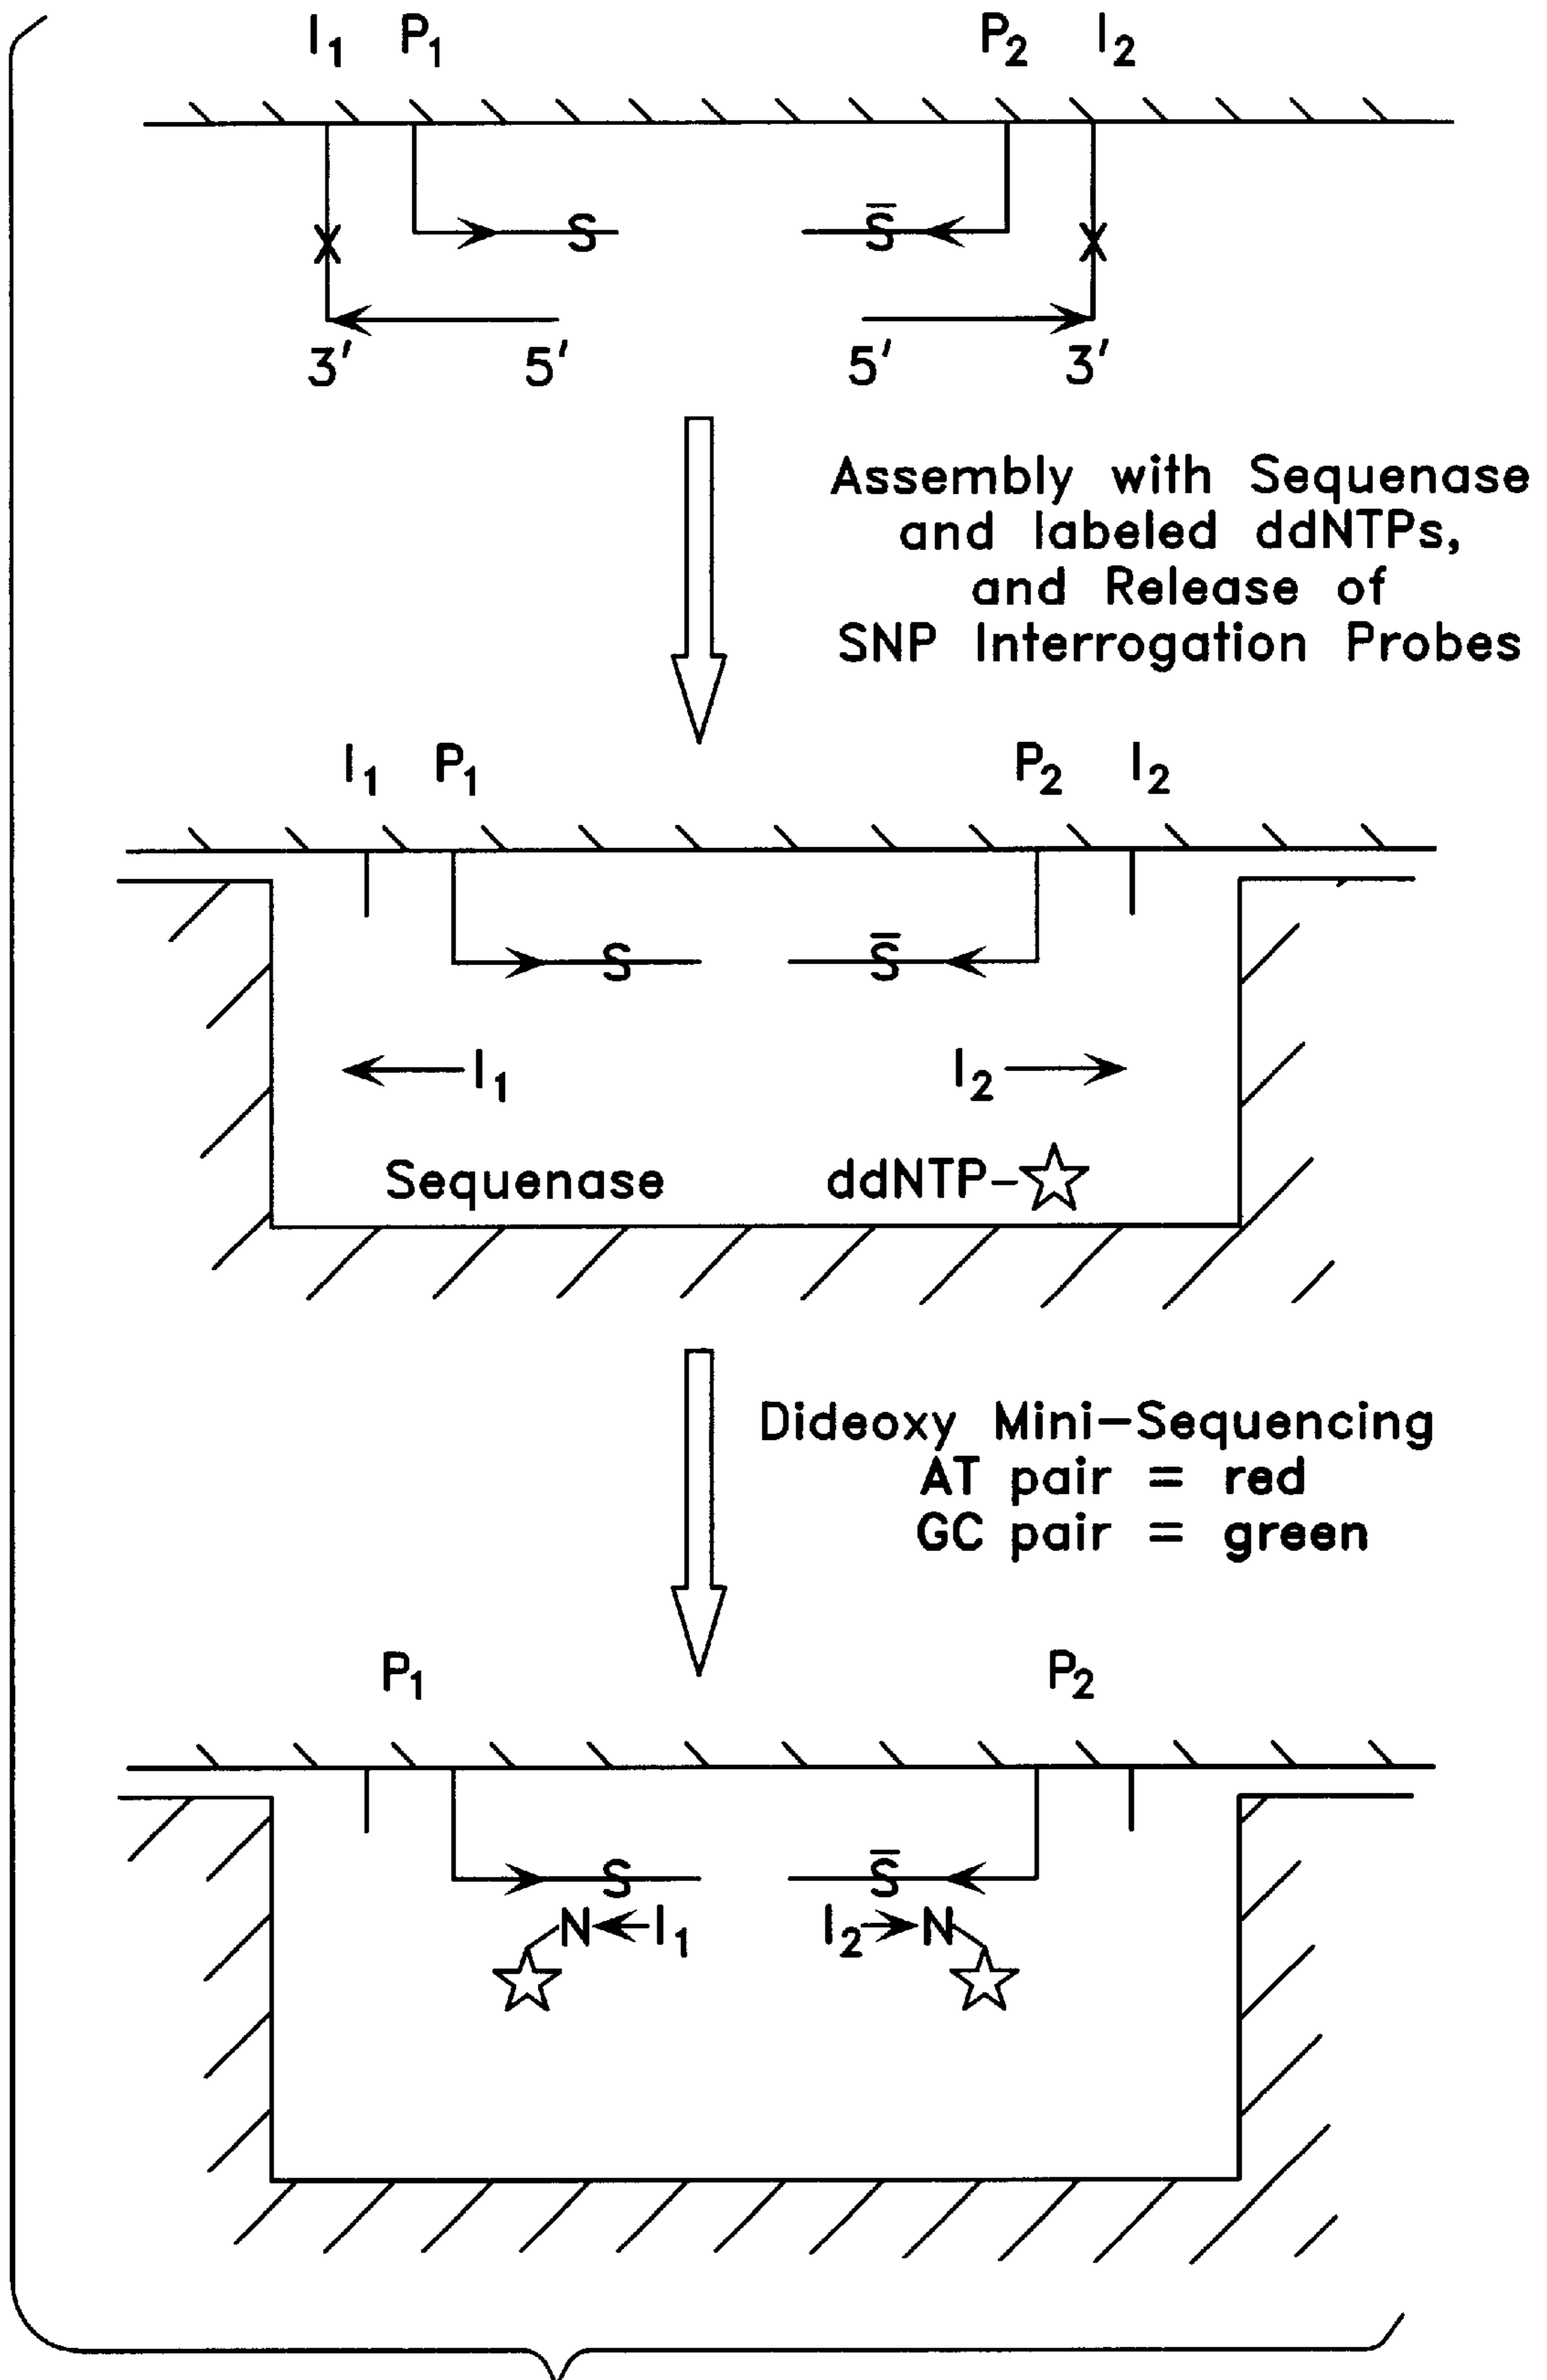 I₁ P₁ P₂ I₂
S S̅
3' 5' 5' 3'
Assembly with Sequenase
and labeled ddNTPs,
and Release of
SNP Interrogation Probes
I₁ P₁ P₂ I₂
S S̅
I₁ I₂
Sequenase ddNTP-☆
Dideoxy Mini-Sequencing
AT pair = red
GC pair = green
P₁ P₂
S S̅
N I₁ I₂ N